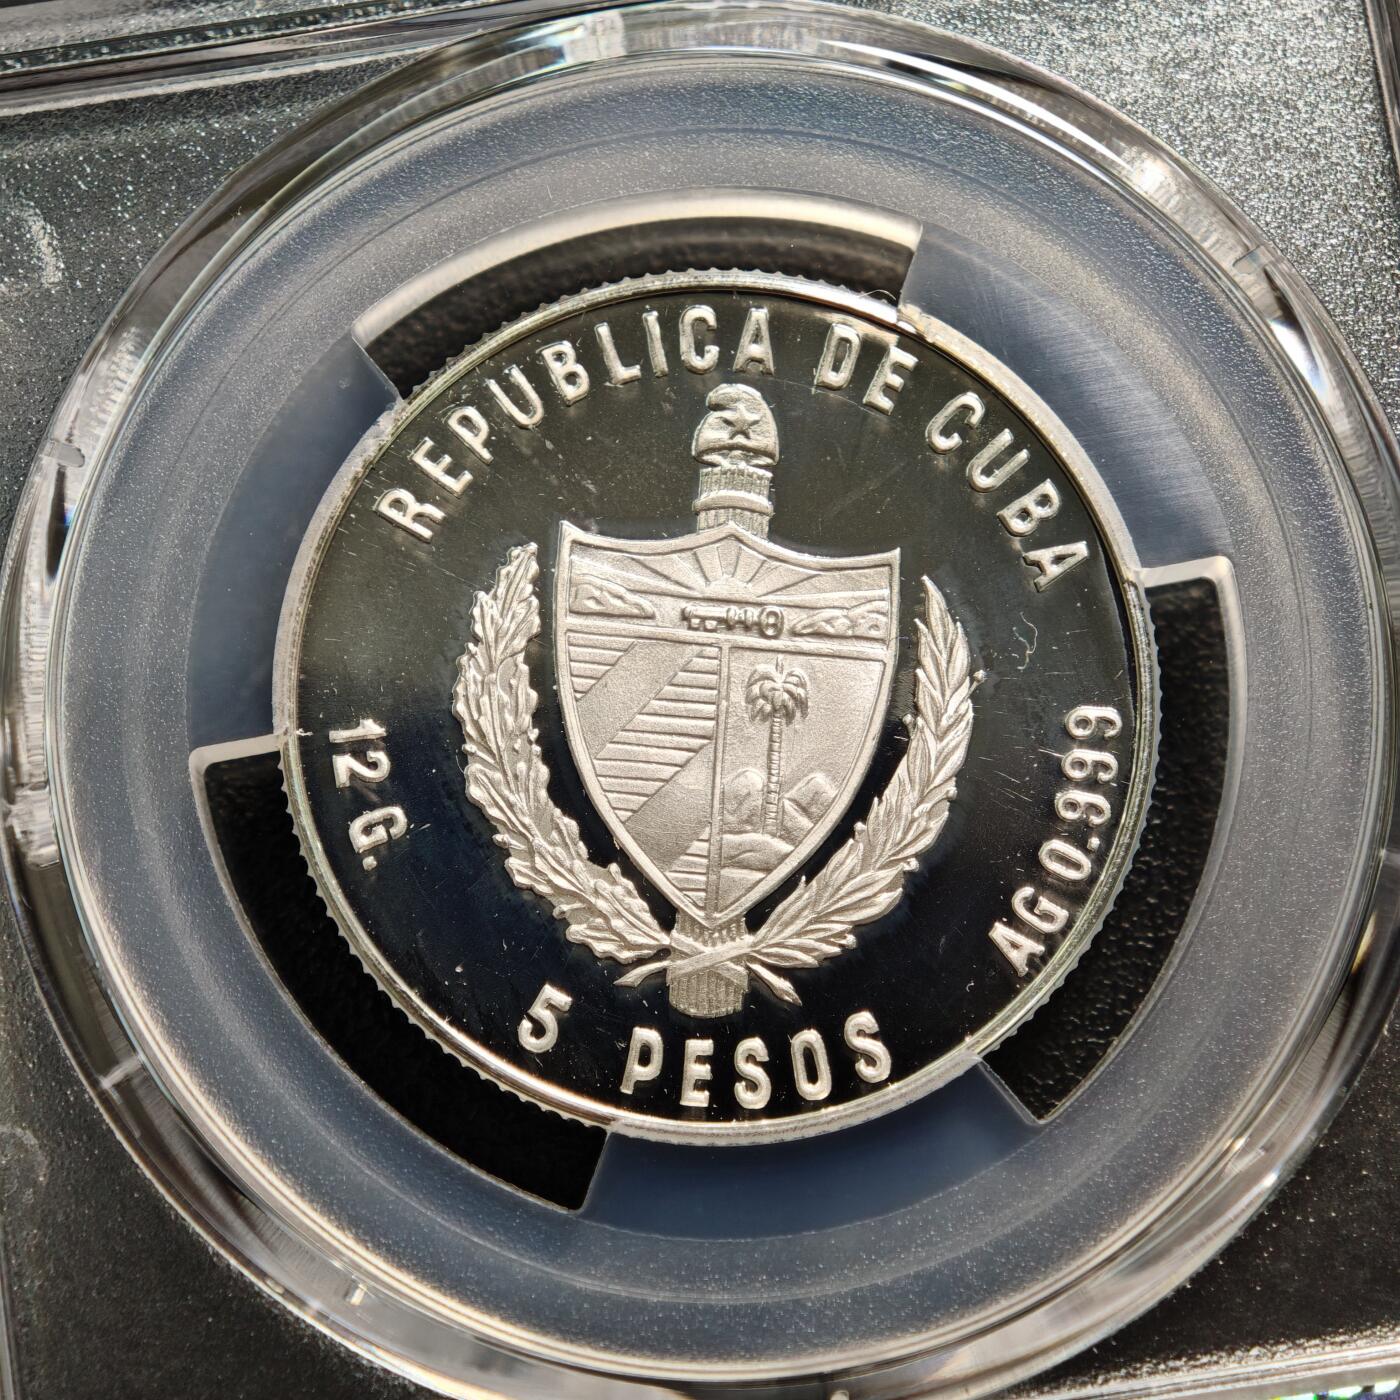 REPUBLICA DE CUBA
12 G.
AG 0.999
5 PESOS